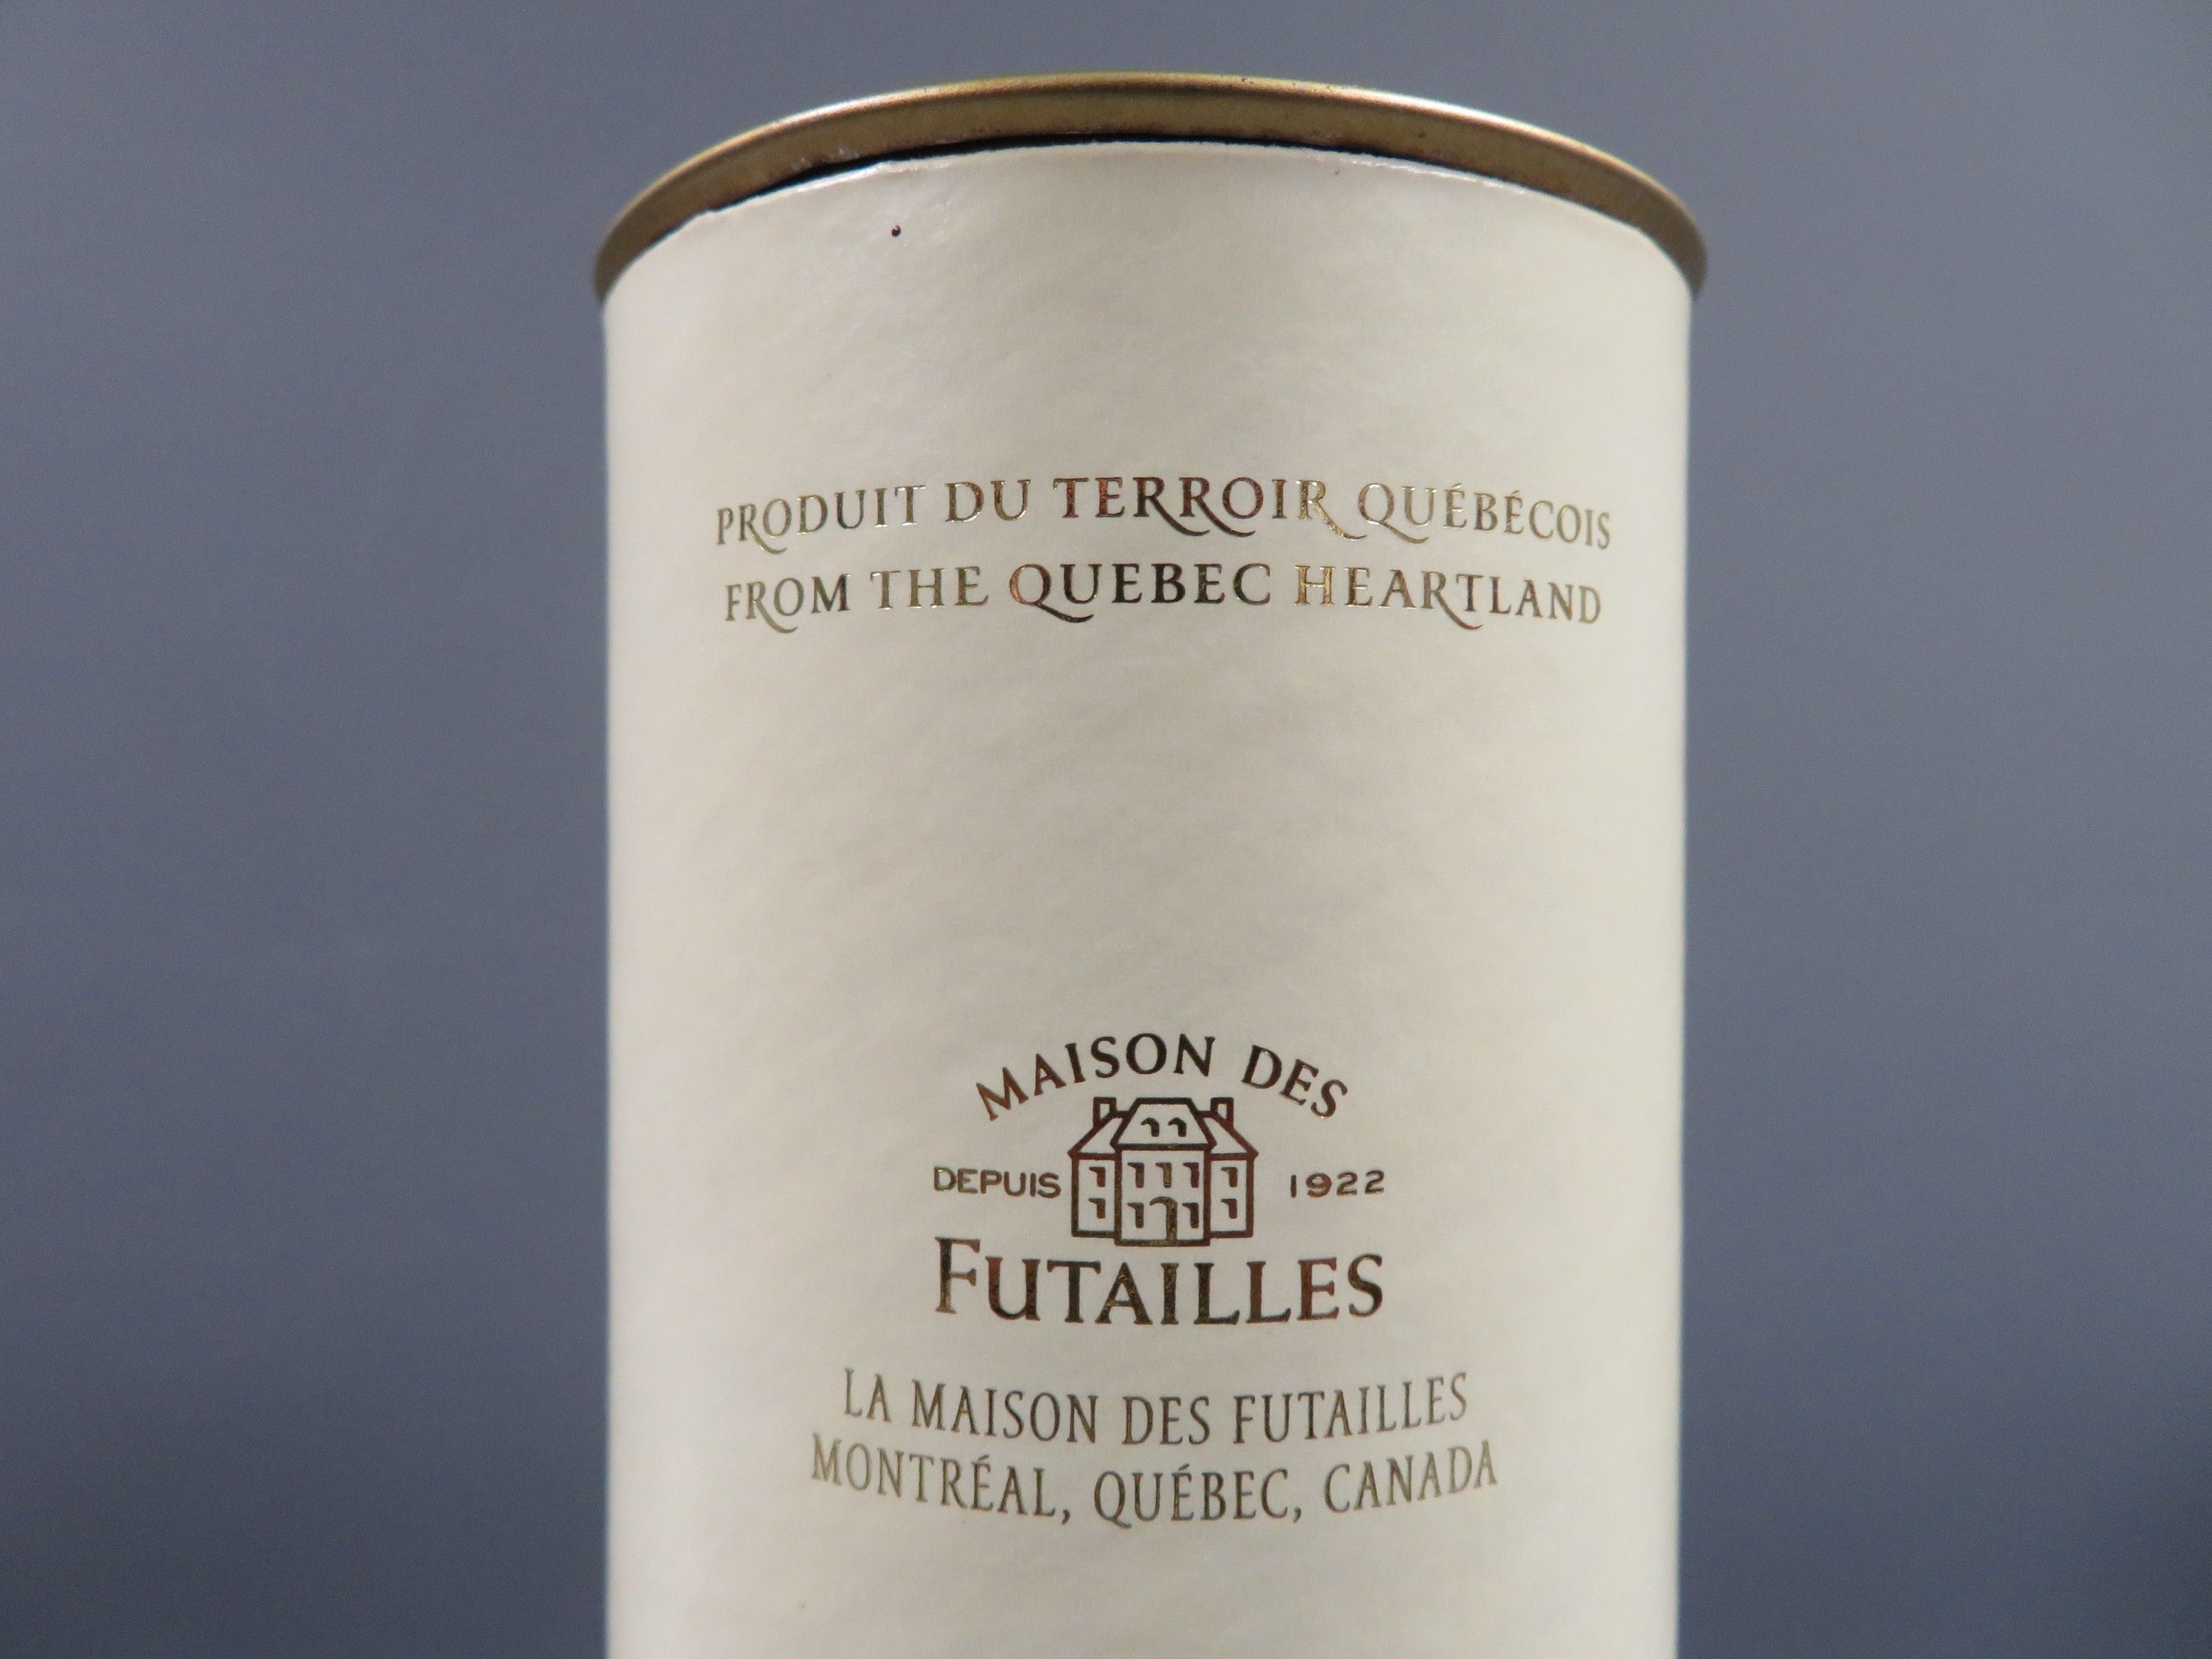 PRODUIT DU TERROIR QUÉBÉCOIS
FROM THE QUEBEC HEARTLAND
MAISON DES
DEPUIS 1922
FUTAILLES
LA MAISON DES FUTAILLES
MONTRÉAL, QUÉBEC, CANADA